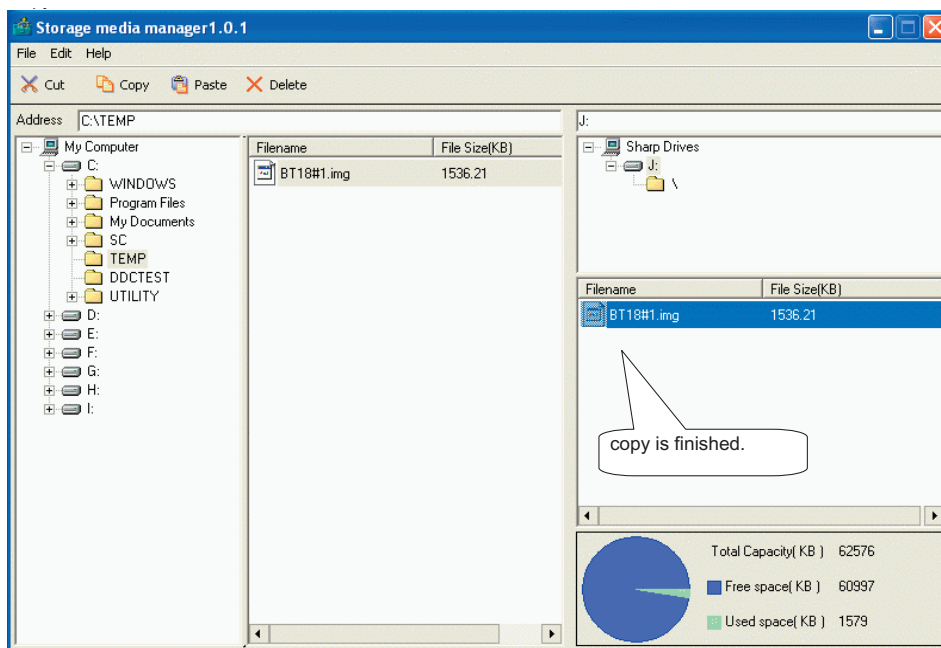 Storage media manager1.0.1
File Edit Help
Cut Copy Paste Delete
Address C:\TEMP
My Computer
C:
WINDOWS
Program Files
My Documents
SC
TEMP
DDCTEST
UTILITY
D:
E:
F:
G:
H:
I:
Filename File Size(KB)
BT18#1.img 1536.21
J:
Sharp Drives
J:
\
Filename File Size(KB)
BT18#1.img 1536.21
copy is finished.
Total Capacity( KB ) 62576
Free space( KB ) 60997
Used space( KB ) 1579